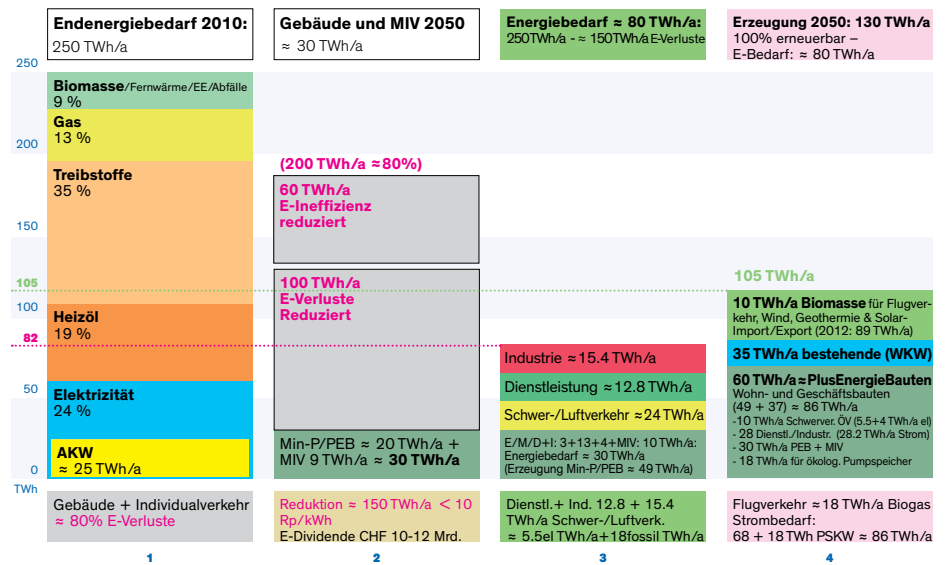 Endenergiebedarf 2010:
250 TWh/a
Gebäude und MIV 2050
≈ 30 TWh/a
Energiebedarf ≈ 80 TWh/a:
250TWh/a - ≈ 150TWh/a E-Verluste
Erzeugung 2050: 130 TWh/a
100% erneuerbar –
E-Bedarf: ≈ 80 TWh/a
250
200
150
105
100
82
50
0
TWh
Biomasse/Fernwärme/EE/Abfälle
9 %
Gas
13 %
Treibstoffe
35 %
Heizöl
19 %
Elektrizität
24 %
AKW
≈ 25 TWh/a
Gebäude + Individualverkehr
≈ 80% E-Verluste
1
(200 TWh/a ≈80%)
60 TWh/a
E-Ineffizienz
reduziert
100 TWh/a
E-Verluste
Reduziert
Min-P/PEB ≈ 20 TWh/a +
MIV 9 TWh/a ≈ 30 TWh/a
Reduktion ≈ 150 TWh/a < 10
Rp/kWh
E-Dividende CHF 10-12 Mrd.
2
Industrie ≈15.4 TWh/a
Dienstleistung ≈12.8 TWh/a
Schwer-/Luftverkehr ≈24 TWh/a
E/M/D+I: 3+13+4+MIV: 10 TWh/a:
Energiebedarf ≈ 30 TWh/a
(Erzeugung Min-P/PEB ≈ 49 TWh/a)
Dienstl.+ Ind. 12.8 + 15.4
TWh/a Schwer-/Luftverk.
≈ 5.5el TWh/a+18fossil TWh/a
3
105 TWh/a
10 TWh/a Biomasse für Flugver-
kehr, Wind, Geothermie & Solar-
Import/Export (2012: 89 TWh/a)
35 TWh/a bestehende (WKW)
60 TWh/a ≈PlusEnergieBauten
Wohn- und Geschäftsbauten
(49 + 37) ≈ 86 TWh/a
-10 TWh/a Schwerver. ÖV (5.5+4 TWh/a el)
- 28 Dienstl./Industr. (28.2 TWh/a Strom)
- 30 TWh/a PEB + MIV
- 18 TWh/a für ökolog. Pumpspeicher
Flugverkehr ≈18 TWh/a Biogas
Strombedarf:
68 + 18 TWh PSKW ≈ 86TWh/a
4